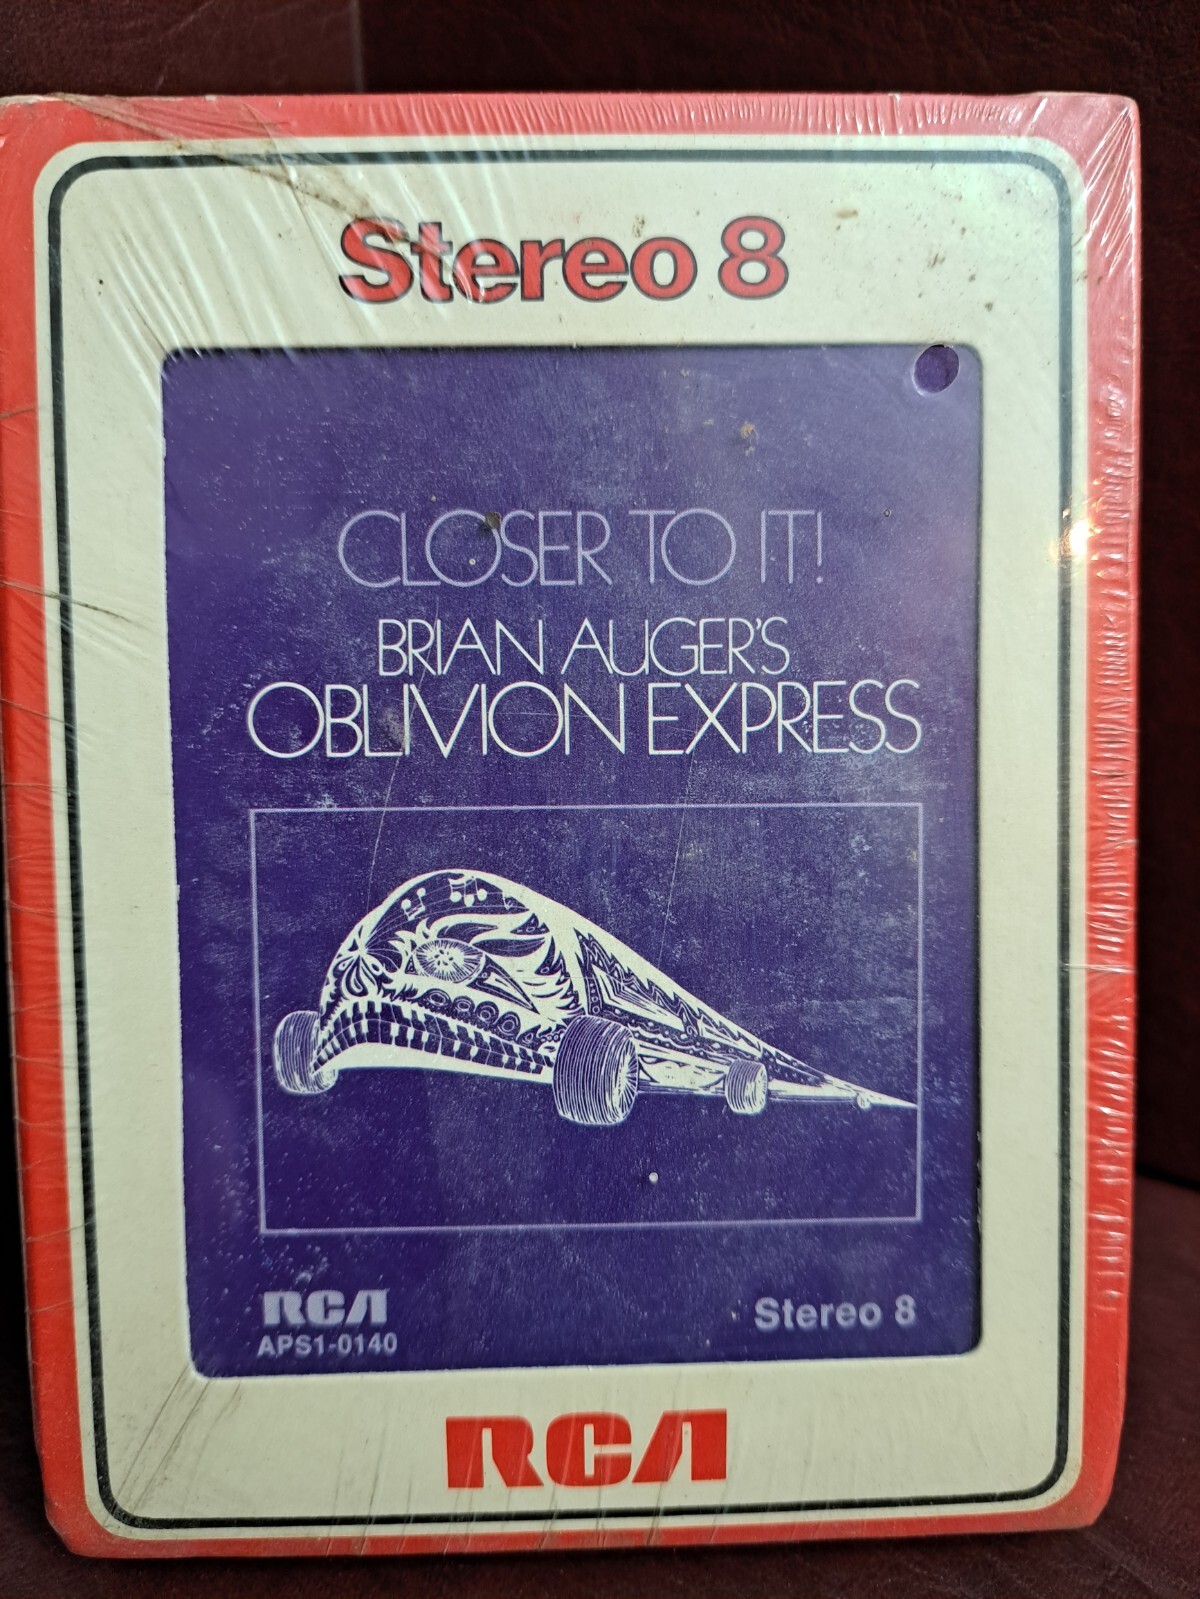 Stereo 8
CLOSER TO IT!
BRIAN AUGER'S
OBLIVION EXPRESS
RCA
APS1-0140
Stereo 8
RCA